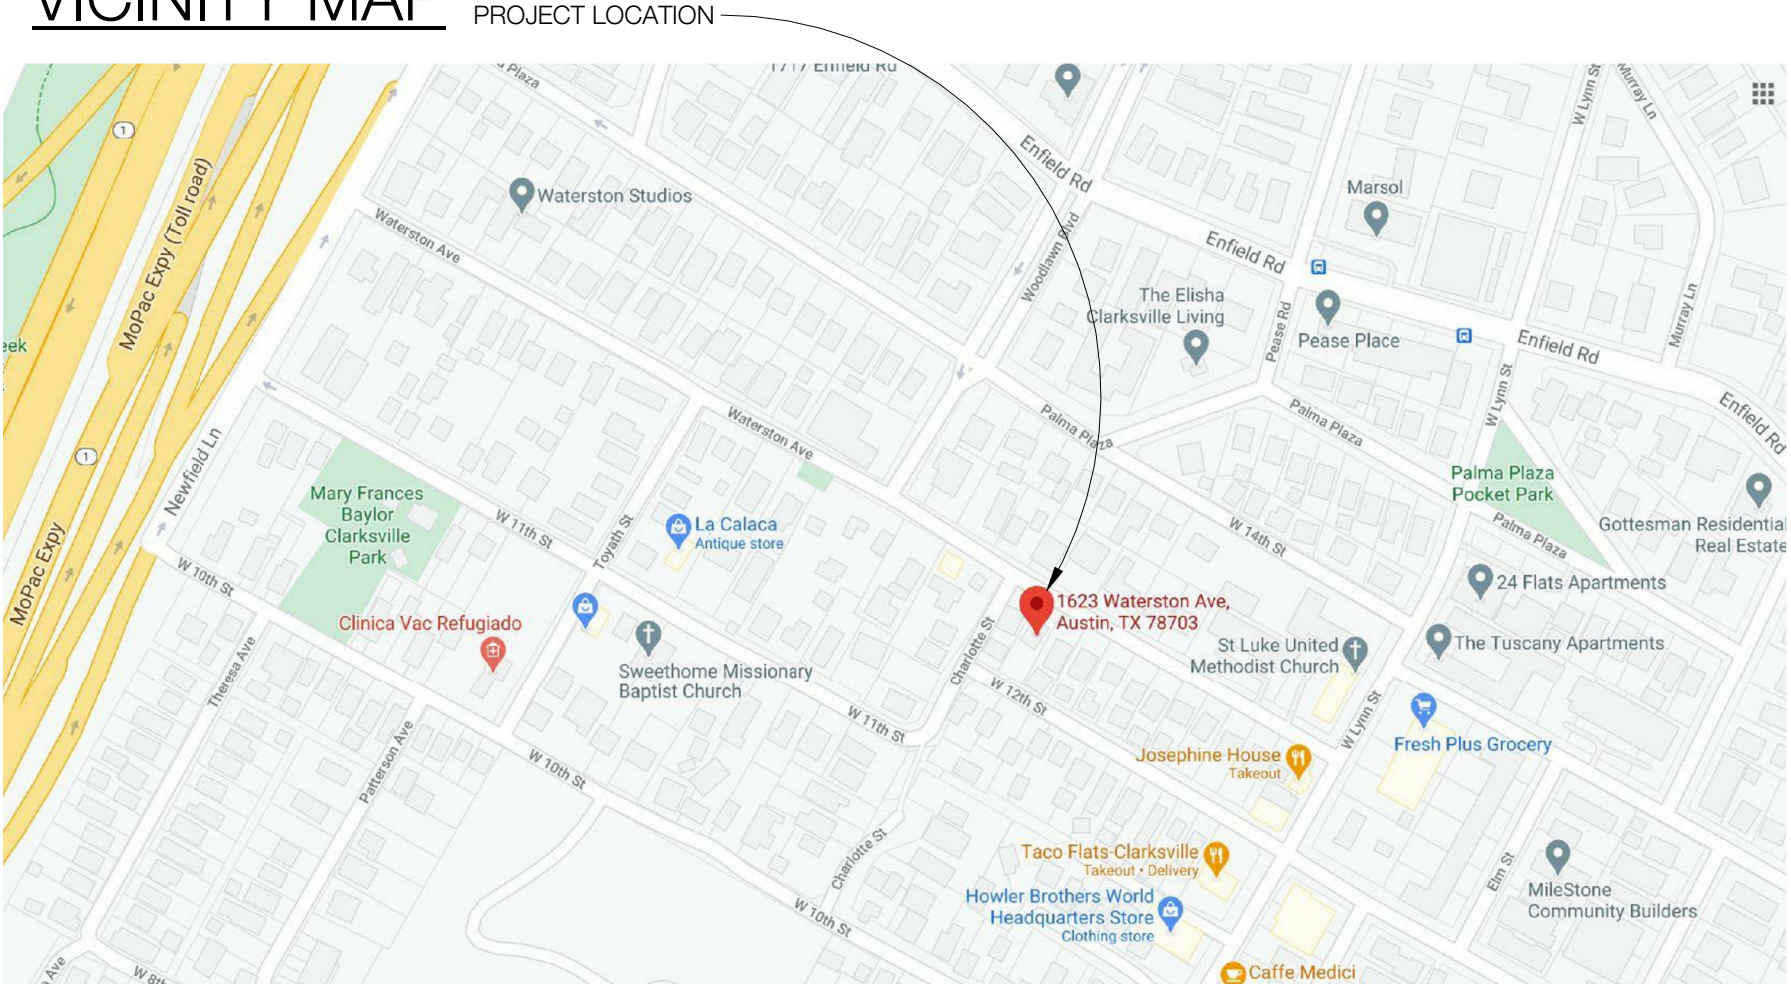 VICINITY MAP
PROJECT LOCATION
Plaza
1717 Enfield Rd
W Lynn St
Murray Ln
1
Enfield Rd
MoPac Expy (Toll road)
Waterston Studios
Marsol
Waterston Ave
Woodlawn Blvd
Enfield Rd
The Elisha
Clarksville Living
Pease Rd
Pease Place
Murray Ln
Enfield Rd
eek
W Lynn St
Enfield Rd
Palma Plaza
Palma Plaza
Waterston Ave
Newfield Ln
1
Mary Frances
Baylor
Clarksville
Park
Palma Plaza
Pocket Park
W 11th St
Toyath St
La Calaca
Antique store
W 14th St
Palma Plaza
Gottesman Residential
Real Estate
MoPac Expy
W 10th St
24 Flats Apartments
1623 Waterston Ave,
Austin, TX 78703
Clinica Vac Refugiado
Charlotte St
St Luke United
Methodist Church
The Tuscany Apartments
Theresa Ave
Sweethome Missionary
Baptist Church
W 12th St
W 11th St
W Lynn St
Patterson Ave
W 10th St
Josephine House
Takeout
Fresh Plus Grocery
Charlotte St
Taco Flats-Clarksville
Takeout • Delivery
Elm St
MileStone
Community Builders
Howler Brothers World
Headquarters Store
Clothing store
W 10th St
Ave
W 8th
Caffe Medici